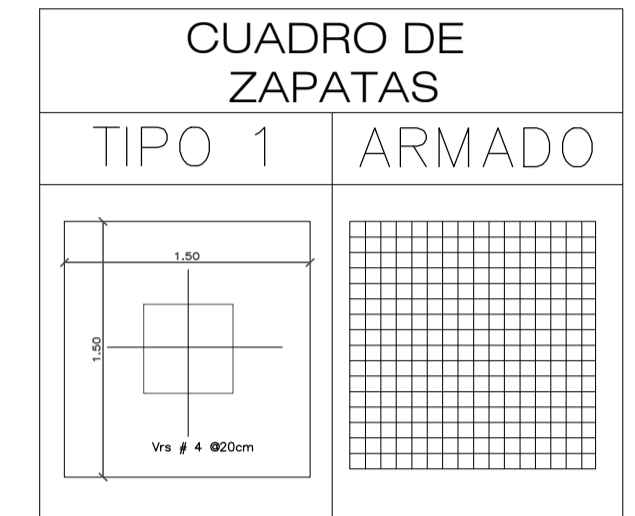 CUADRO DE
ZAPATAS
TIPO 1
ARMADO
1.50
1.50
Vrs # 4 @20cm